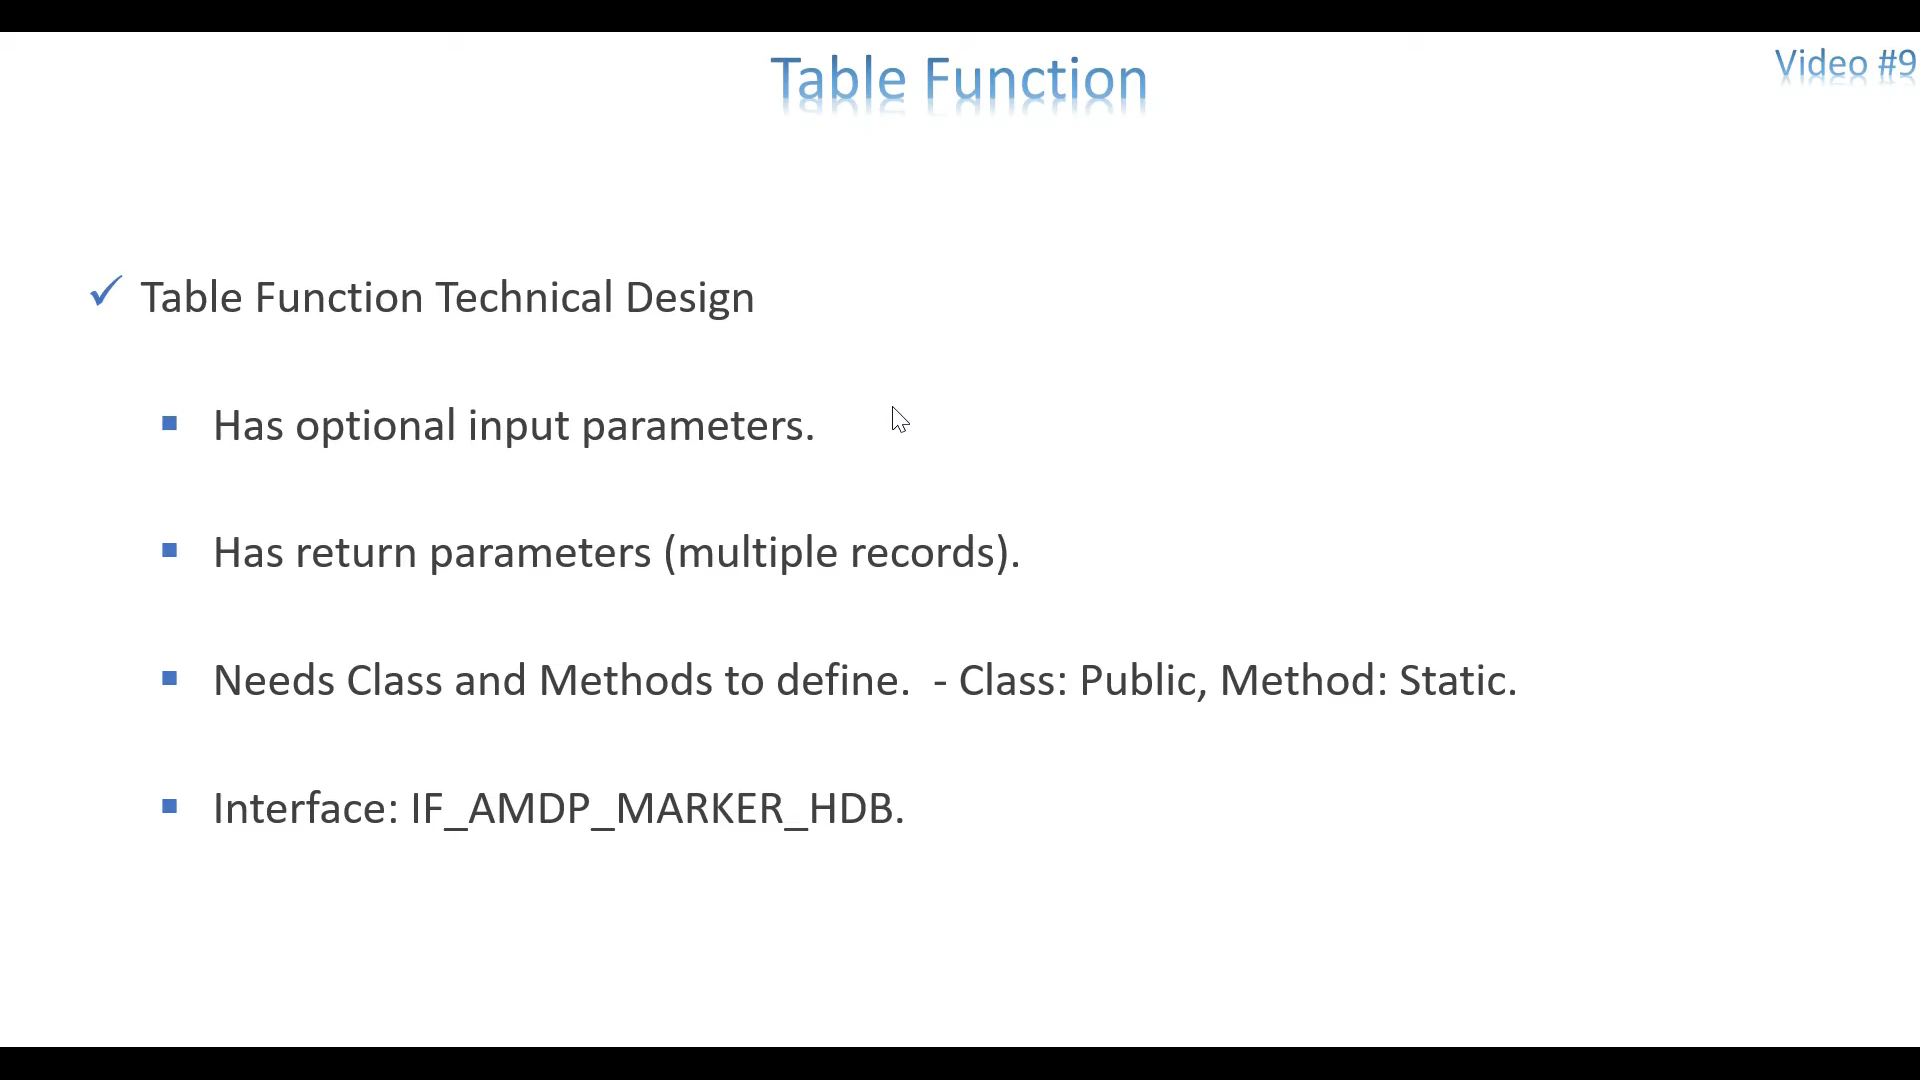 Table Function
Video #9
Table Function Technical Design
Has optional input parameters.
Has return parameters (multiple records).
Needs Class and Methods to define.  - Class: Public, Method: Static.
Interface: IF_AMDP_MARKER_HDB.